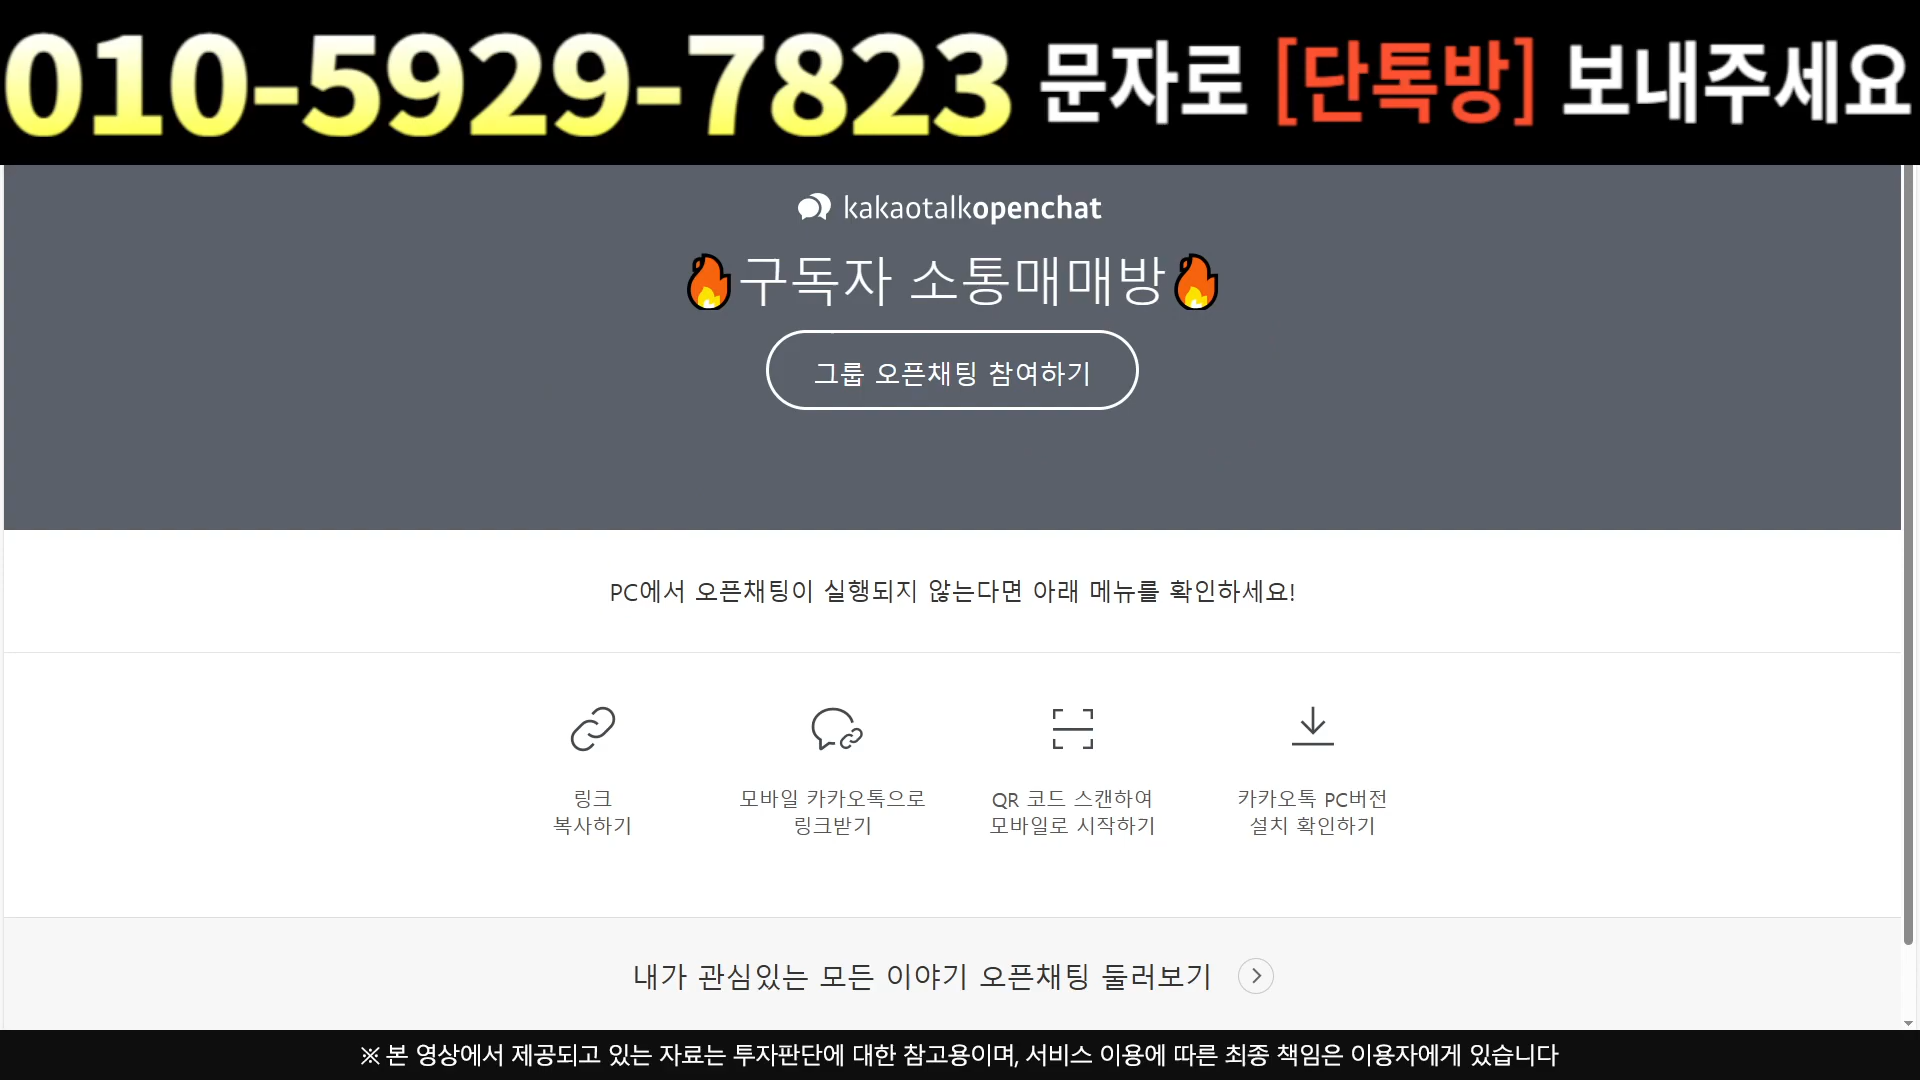 010-5929-7823 문자로 [단톡방] 보내주세요
kakaotalkopenchat
🔥구독자 소통매매방🔥
그룹 오픈채팅 참여하기
PC에서 오픈채팅이 실행되지 않는다면 아래 메뉴를 확인하세요!
링크
복사하기
모바일 카카오톡으로
링크받기
QR 코드 스캔하여
모바일로 시작하기
카카오톡 PC버전
설치 확인하기
내가 관심있는 모든 이야기 오픈채팅 둘러보기
※ 본 영상에서 제공되고 있는 자료는 투자판단에 대한 참고용이며, 서비스 이용에 따른 최종 책임은 이용자에게 있습니다